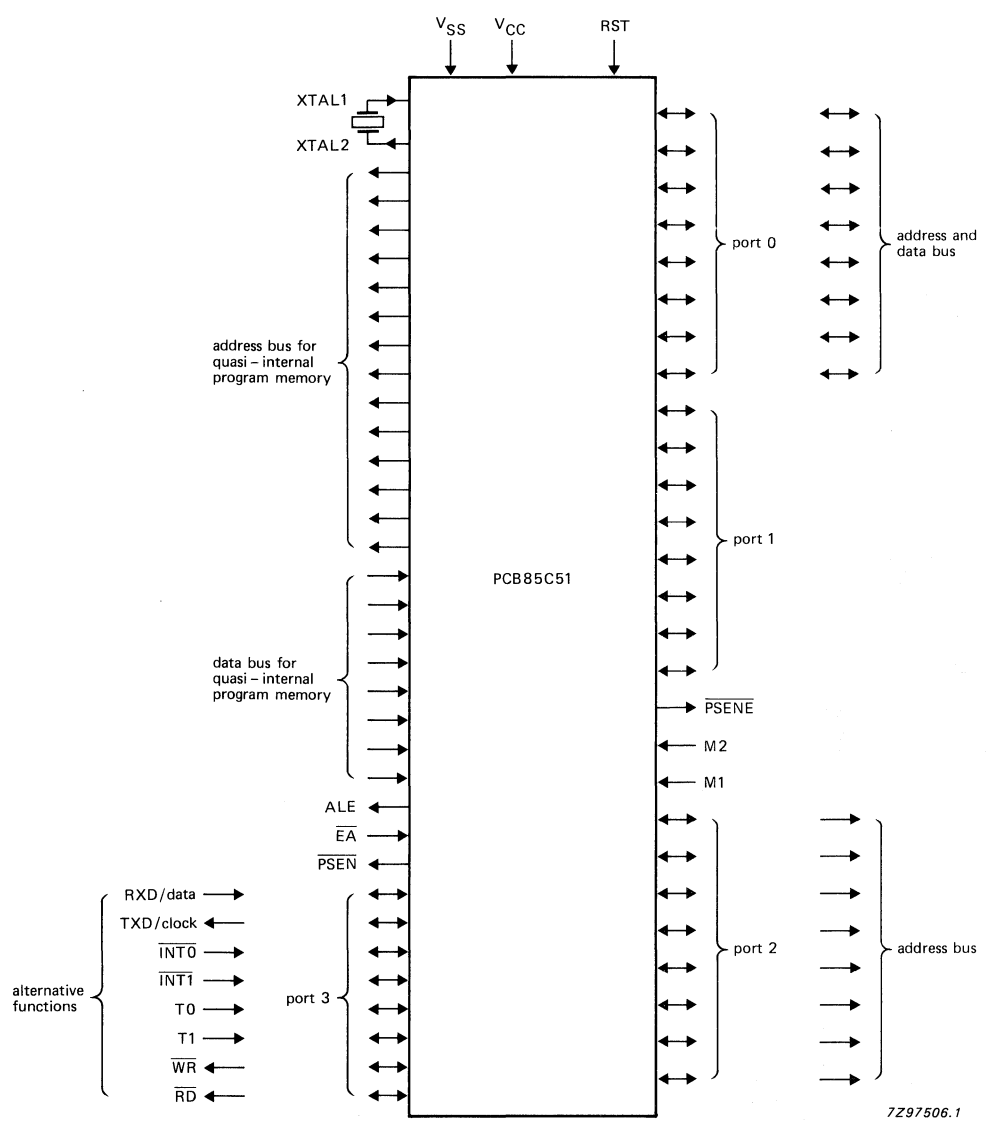 VSS
VCC
RST
XTAL1
XTAL2
port 0
address and
data bus
address bus for
quasi – internal
program memory
port 1
PCB85C51
data bus for
quasi – internal
program memory
PSENE
M2
M1
ALE
EA
PSEN
RXD/data
TXD/clock
INT0
INT1
T0
T1
WR
RD
alternative
functions
port 3
port 2
address bus
7Z97506.1